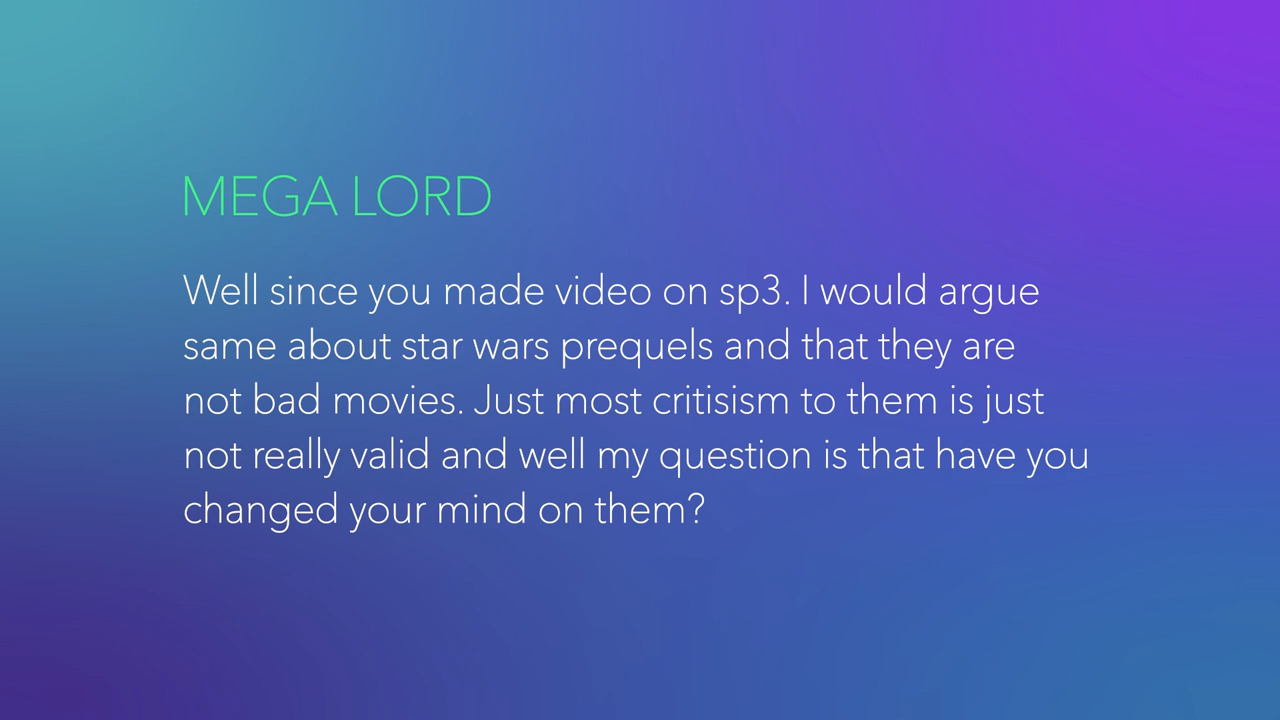 MEGA LORD
Well since you made video on sp3. I would argue
same about star wars prequels and that they are
not bad movies. Just most critisism to them is just
not really valid and well my question is that have you
changed your mind on them?